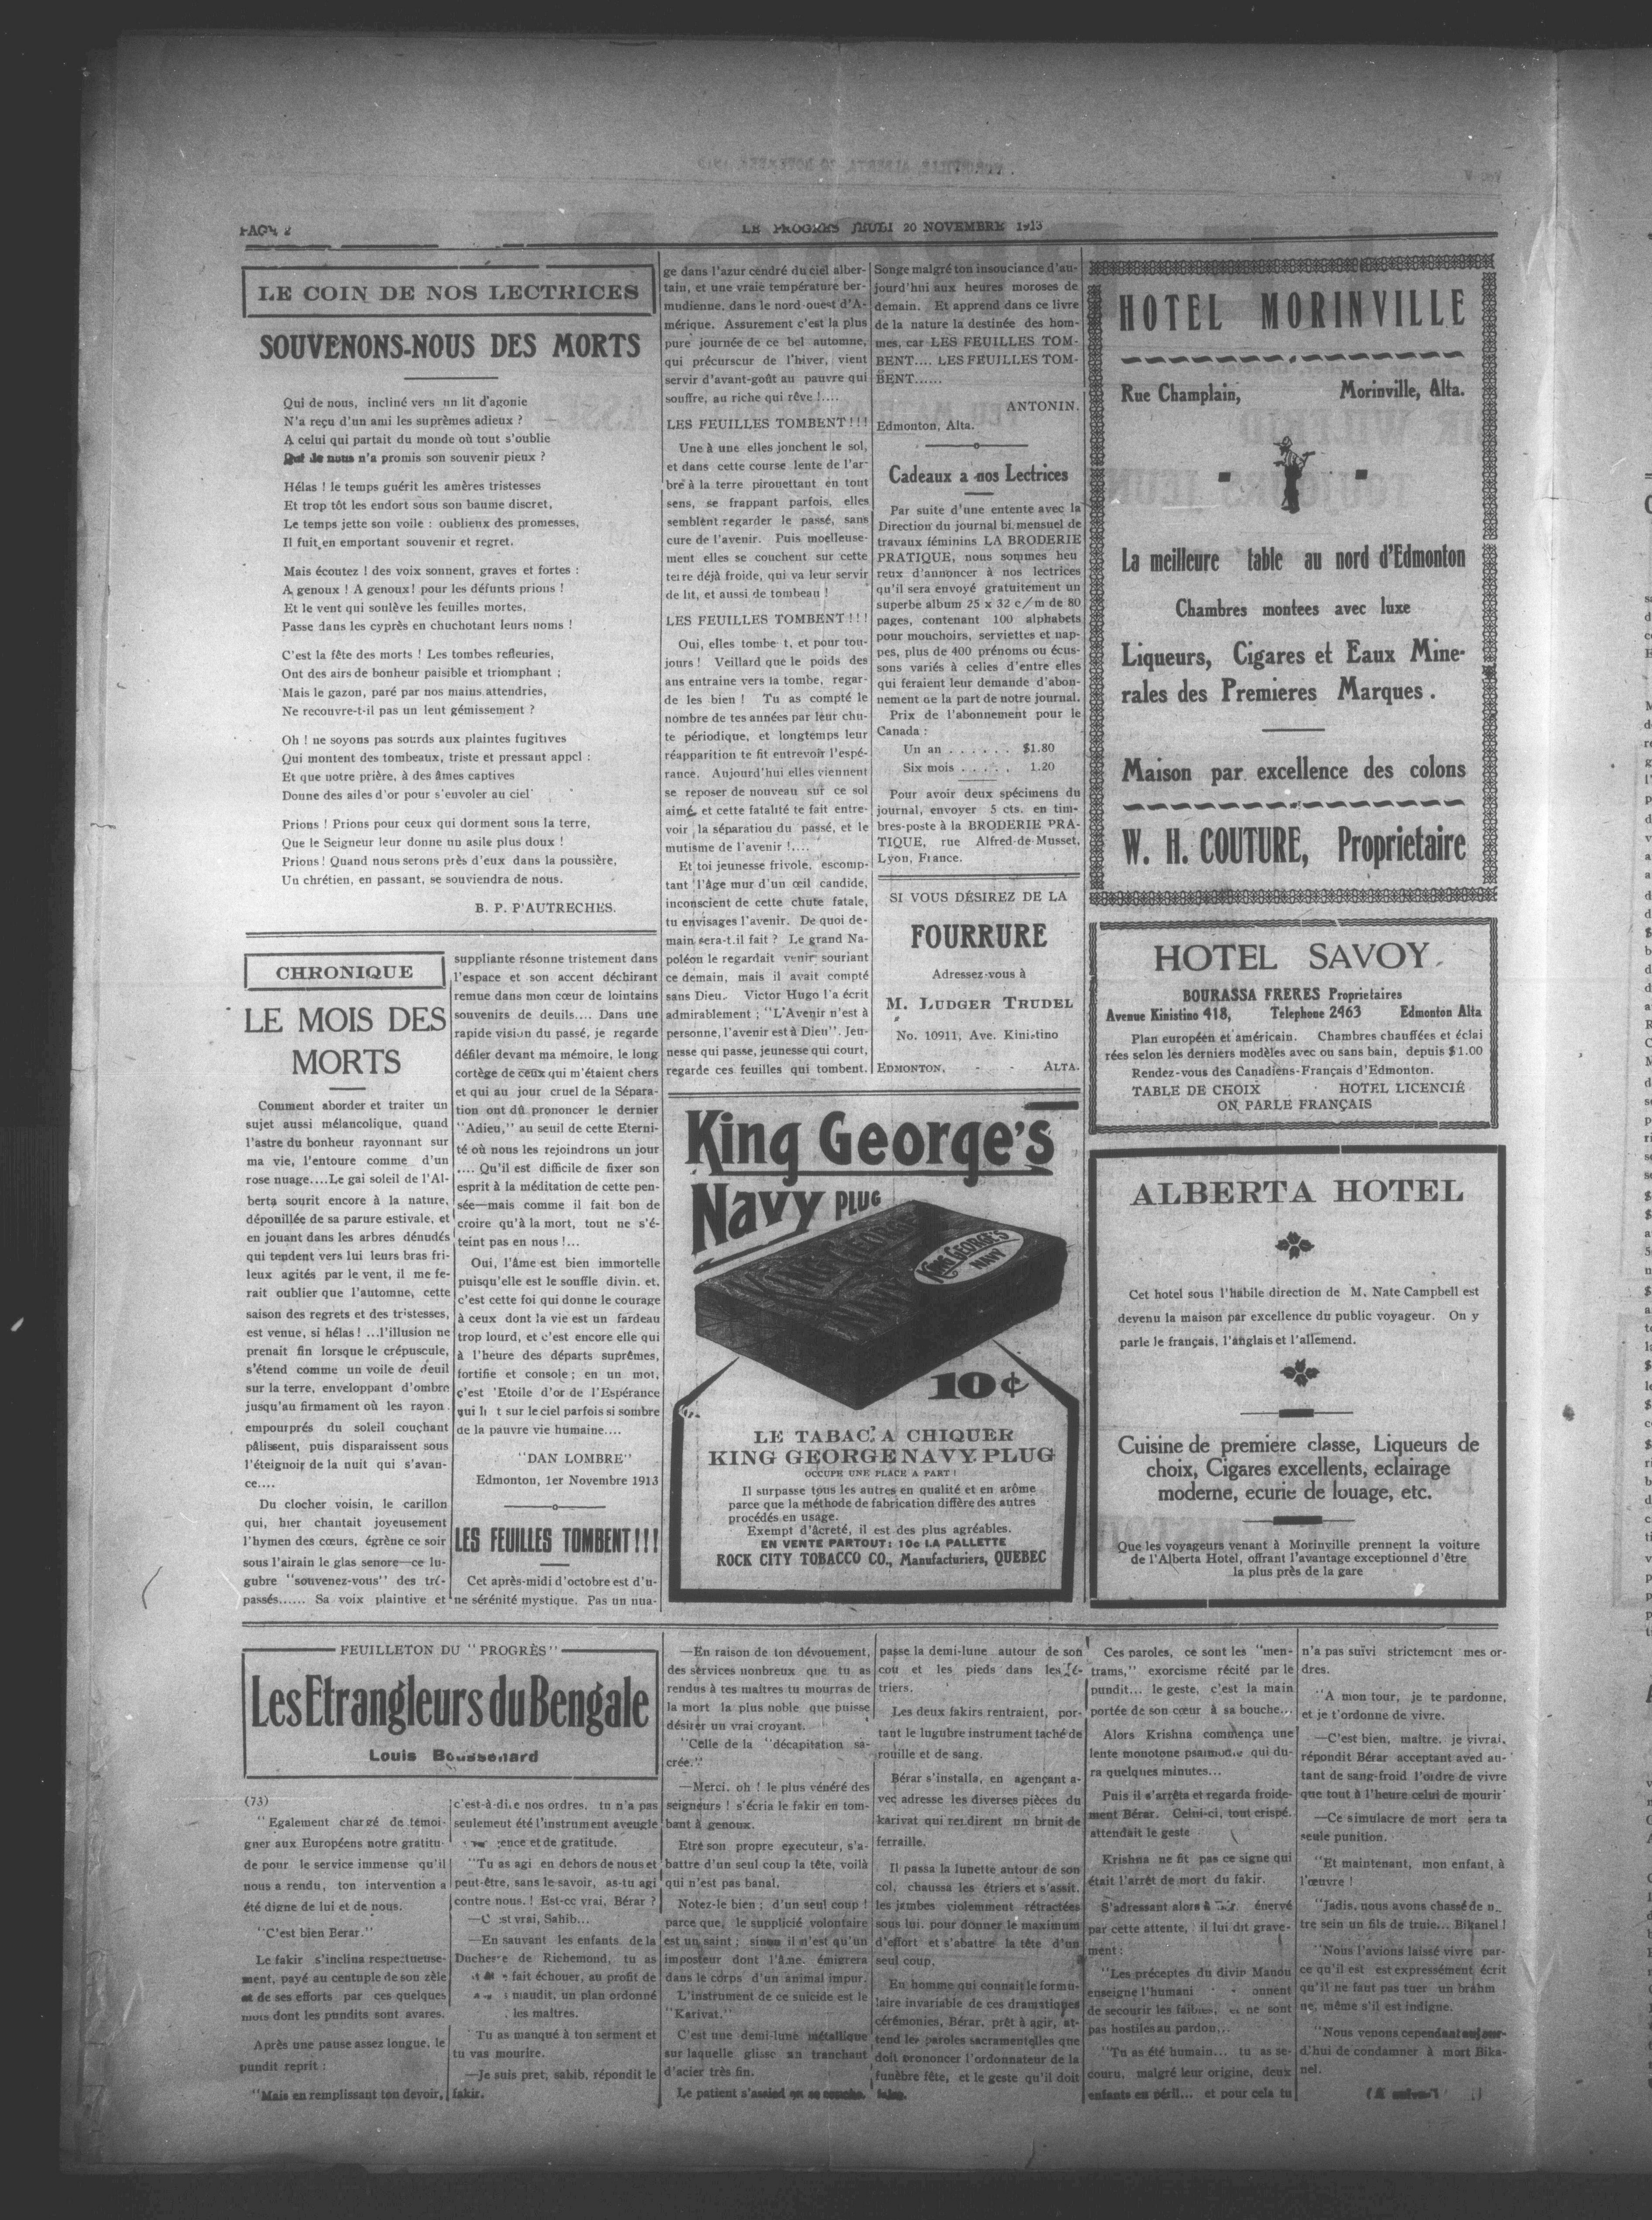 PAGE 2
LE PROGRES JEUDI 20 NOVEMBRE 1913
LE COIN DE NOS LECTRICES
SOUVENONS-NOUS DES MORTS
Qui de nous, incliné vers un lit d'agonie
N'a reçu d'un ami les suprêmes adieux ?
A celui qui partait du monde où tout s'oublie
Qui de nous n'a promis son souvenir pieux ?
Hélas ! le temps guérit les amères tristesses
Et trop tôt les endort sous son baume discret,
Le temps jette son voile : oublieux des promesses,
Il fuit en emportant souvenir et regret.
Mais écoutez ! des voix sonnent, graves et fortes :
A genoux ! A genoux ! pour les défunts prions !
Et le vent qui soulève les feuilles mortes,
Passe dans les cyprès en chuchotant leurs noms !
C'est la fête des morts ! Les tombes refleuries,
Ont des airs de bonheur paisible et triomphant ;
Mais le gazon, paré par nos mains attendries,
Ne recouvre-t-il pas un lent gémissement ?
Oh ! ne soyons pas sourds aux plaintes fugitives
Qui montent des tombeaux, triste et pressant appel :
Et que notre prière, à des âmes captives
Donne des ailes d'or pour s'envoler au ciel
Prions ! Prions pour ceux qui dorment sous la terre,
Que le Seigneur leur donne un asile plus doux !
Prions ! Quand nous serons près d'eux dans la poussière,
Un chrétien, en passant, se souviendra de nous.
B. P. P'AUTRECHES.
CHRONIQUE
LE MOIS DES
MORTS
Comment aborder et traiter un
sujet aussi mélancolique, quand
l'astre du bonheur rayonnant sur
ma vie, l'entoure comme d'un
rose nuage....Le gai soleil de l'Al-
berta sourit encore à la nature,
dépouillée de sa parure estivale, et
en jouant dans les arbres dénudés
qui tendent vers lui leurs bras fri-
leux agités par le vent, il me fe-
rait oublier que l'automne, cette
saison des regrets et des tristesses,
est venue, si hélas ! ...l'illusion ne
prenait fin lorsque le crépuscule,
s'étend comme un voile de deuil
sur la terre, enveloppant d'ombre
jusqu'au firmament où les rayon
empourprés du soleil couchant
pâlissent, puis disparaissent sous
l'éteignoir de la nuit qui s'avan-
ce....
Du clocher voisin, le carillon
qui, hier chantait joyeusement
l'hymen des cœurs, égrène ce soir
sous l'airain le glas senore—ce lu-
gubre "souvenez-vous" des tré-
passés...... Sa voix plaintive et
suppliante résonne tristement dans
l'espace et son accent déchirant
remue dans mon cœur de lointains
souvenirs de deuils.... Dans une
rapide vision du passé, je regarde
défiler devant ma mémoire, le long
cortège de ceux qui m'étaient chers
et qui au jour cruel de la Sépara-
tion ont dû prononcer le dernier
"Adieu," au seuil de cette Eterni-
té où nous les rejoindrons un jour
.... Qu'il est difficile de fixer son
esprit à la méditation de cette pen-
sée—mais comme il fait bon de
croire qu'à la mort, tout ne s'é-
teint pas en nous !...
Oui, l'âme est bien immortelle
puisqu'elle est le souffle divin. et,
c'est cette foi qui donne le courage
à ceux dont la vie est un fardeau
trop lourd, et c'est encore elle qui
à l'heure des départs suprêmes,
fortifie et console ; en un mot,
c'est 'Etoile d'or de l'Espérance
qui l t sur le ciel parfois si sombre
de la pauvre vie humaine....
"DAN LOMBRE"
Edmonton, 1er Novembre 1913
LES FEUILLES TOMBENT!!!
Cet après-midi d'octobre est d'u-
ne sérénité mystique. Pas un nua-
ge dans l'azur cendré du ciel alber-
tain, et une vraie température ber-
mudienne, dans le nord-ouest d'A-
mérique. Assurement c'est la plus
pure journée de ce bel automne,
qui précurseur de l'hiver, vient
servir d'avant-goût au pauvre qui
souffre, au riche qui rêve !....
LES FEUILLES TOMBENT ! ! !
Une à une elles jonchent le sol,
et dans cette course lente de l'ar-
bre à la terre pirouettant en tout
sens, se frappant parfois, elles
semblent regarder le passé, sans
cure de l'avenir. Puis moelleuse-
ment elles se couchent sur cette
terre déjà froide, qui va leur servir
de lit, et aussi de tombeau !
LES FEUILLES TOMBENT ! ! !
Oui, elles tombe t, et pour tou-
jours ! Veillard que le poids des
ans entraine vers la tombe, regar-
de les bien ! Tu as compté le
nombre de tes années par leur chu-
te périodique, et longtemps leur
réapparition te fit entrevoir l'espé-
rance. Aujourd'hui elles viennent
se reposer de nouveau sur ce sol
aimé, et cette fatalité te fait entre-
voir la séparation du passé, et le
mutisme de l'avenir !....
Et toi jeunesse frivole, escomp-
tant l'âge mur d'un œil candide,
inconscient de cette chute fatale,
tu envisages l'avenir. De quoi de-
main sera-t.il fait ? Le grand Na-
poléon le regardait venir souriant
ce demain, mais il avait compté
sans Dieu. Victor Hugo l'a écrit
admirablement ; "L'Avenir n'est à
personne, l'avenir est à Dieu". Jeu-
nesse qui passe, jeunesse qui court,
regarde ces feuilles qui tombent.
Songe malgré ton insouciance d'au-
jourd'hui aux heures moroses de
demain. Et apprend dans ce livre
de la nature la destinée des hom-
mes, car LES FEUILLES TOM-
BENT.... LES FEUILLES TOM-
BENT......
ANTONIN.
Edmonton, Alta.
Cadeaux a nos Lectrices
Par suite d'une entente avec la
Direction du journal bi. mensuel de
travaux féminins LA BRODERIE
PRATIQUE, nous sommes heu
reux d'annoncer à nos lectrices
qu'il sera envoyé gratuitement un
superbe album 25 x 32 c/m de 80
pages, contenant 100 alphabets
pour mouchoirs, serviettes et nap-
pes, plus de 400 prénoms ou écus-
sons variés à celles d'entre elles
qui feraient leur demande d'abon-
nement de la part de notre journal.
Prix de l'abonnement pour le
Canada :
Un an . . . . . . $1.80
Six mois . . . . . 1.20
Pour avoir deux spécimens du
journal, envoyer 5 cts. en tim-
bres-poste à la BRODERIE PRA-
TIQUE, rue Alfred-de-Musset,
Lyon, France.
SI VOUS DÉSIREZ DE LA
FOURRURE
Adressez-vous à
M. LUDGER TRUDEL
No. 10911, Ave. Kinistino
EDMONTON, - - ALTA.
King George's
Navy PLUG
KING GEORGE'S
NAVY
10¢
LE TABAC A CHIQUER
KING GEORGE NAVY PLUG
OCCUPE UNE PLACE A PART !
Il surpasse tous les autres en qualité et en arôme
parce que la méthode de fabrication diffère des autres
procédés en usage.
Exempt d'âcreté, il est des plus agréables.
EN VENTE PARTOUT: 10c LA PALLETTE
ROCK CITY TOBACCO CO., Manufacturiers, QUEBEC
HOTEL MORINVILLE
Rue Champlain, Morinville, Alta.
La meilleure table au nord d'Edmonton
Chambres montees avec luxe
Liqueurs, Cigares et Eaux Mine-
rales des Premieres Marques.
Maison par excellence des colons
W. H. COUTURE, Proprietaire
HOTEL SAVOY
BOURASSA FRERES Proprietaires
Avenue Kinistino 418, Telephone 2463 Edmonton Alta
Plan européen et américain. Chambres chauffées et éclai
rées selon les derniers modèles avec ou sans bain, depuis $1.00
Rendez-vous des Canadiens-Français d'Edmonton.
TABLE DE CHOIX HOTEL LICENCIÉ
ON PARLE FRANÇAIS
ALBERTA HOTEL
Cet hotel sous l'habile direction de M. Nate Campbell est
devenu la maison par excellence du public voyageur. On y
parle le français, l'anglais et l'allemend.
Cuisine de premiere classe, Liqueurs de
choix, Cigares excellents, eclairage
moderne, ecurie de louage, etc.
Que les voyageurs venant à Morinville prennent la voiture
de l'Alberta Hotel, offrant l'avantage exceptionnel d'être
la plus près de la gare
FEUILLETON DU "PROGRÈS"
Les Etrangleurs du Bengale
Louis Boussenard
(73)
"Egalement chargé de témoi-
gner aux Européens notre gratitu-
de pour le service immense qu'il
nous a rendu, ton intervention a
été digne de lui et de nous.
"C'est bien Berar."
Le fakir s'inclina respectueuse-
ment, payé au centuple de son zèle
et de ses efforts par ces quelques
mots dont les pundits sont avares.
Après une pause assez longue, le
pundit reprit :
"Mais en remplissant ton devoir,
c'est-à-dire nos ordres, tu n'a pas
seulement été l'instrument aveugle
ence et de gratitude.
"Tu as agi en dehors de nous et
peut-être, sans le savoir, as-tu agi
contre nous. ! Est-ce vrai, Bérar ?
—C'est vrai, Sahib...
—En sauvant les enfants de la
Duchesse de Richemond, tu as
fait échouer, au profit de
maudit, un plan ordonné
les maîtres.
Tu as manqué à ton serment et
tu vas mourire.
—Je suis pret, sahib, répondit le
fakir.
—En raison de ton dévouement,
des services nonbreux que tu as
rendus à tes maîtres tu mourras de
la mort la plus noble que puisse
désirer un vrai croyant.
"Celle de la "décapitation sa-
crée."
—Merci, oh ! le plus vénéré des
seigneurs ! s'écria le fakir en tom-
bant à genoux.
Etre son propre executeur, s'a-
battre d'un seul coup la tête, voilà
qui n'est pas banal.
Notez-le bien ; d'un seul coup !
parce que, le supplicié volontaire
est un saint ; sinon il n'est qu'un
imposteur dont l'âme émigrera
dans le corps d'un animal impur.
L'instrument de ce suicide est le
"Karivat."
C'est une demi-lune métallique
sur laquelle glisse un tranchant
d'acier très fin.
Le patient s'assied ou se couche,
passe la demi-lune autour de son
cou et les pieds dans les é-
triers.
Les deux fakirs rentraient, por-
tant le lugubre instrument taché de
rouille et de sang.
Bérar s'installa, en agençant a-
vec adresse les diverses pièces du
karivat qui rendirent un bruit de
ferraille.
Il passa la lunette autour de son
col, chaussa les étriers et s'assit,
les jambes violemment rétractées
sous lui, pour donner le maximum
d'effort et s'abattre la tête d'un
seul coup.
En homme qui connait le formu-
laire invariable de ces dramatiques
cérémonies, Bérar, prêt à agir, at-
tend les paroles sacramentelles que
doit prononcer l'ordonnateur de la
funèbre fête, et le geste qu'il doit
Ces paroles, ce sont les "men-
trams," exorcisme récité par le
pundit... le geste, c'est la main
portée de son cœur à sa bouche...
Alors Krishna commença une
lente monotone psalmodie qui du-
ra quelques minutes...
Puis il s'arrêta et regarda froide-
ment Bérar. Celui-ci, tout crispé.
attendait le geste
Krishna ne fit pas ce signe qui
était l'arrêt de mort du fakir.
S'adressant alors à énervé
par cette attente, il lui dit grave-
ment :
"Les préceptes du divin Manou
enseigne l'humani onnent
de secourir les faibles, et ne sont
pas hostiles au pardon...
"Tu as été humain... tu as se-
couru, malgré leur origine, deux
enfants en péril... et pour cela tu
n'a pas suivi strictement mes or-
dres.
"A mon tour, je te pardonne,
et je t'ordonne de vivre.
—C'est bien, maître. je vivrai,
répondit Bérar acceptant aved au-
tant de sang-froid l'ordre de vivre
que tout à l'heure celui de mourir
—Ce simulacre de mort sera ta
seule punition.
"Et maintenant, mon enfant, à
l'œuvre !
"Jadis, nous avons chassé de n
tre sein un fils de truie... Bikanel !
"Nous l'avions laissé vivre par-
ce qu'il est est expressément écrit
qu'il ne faut pas tuer un brahm
ne, même s'il est indigne.
"Nous venons cependant aujour-
d'hui de condamner à mort Bika-
nel.
(A suivre)